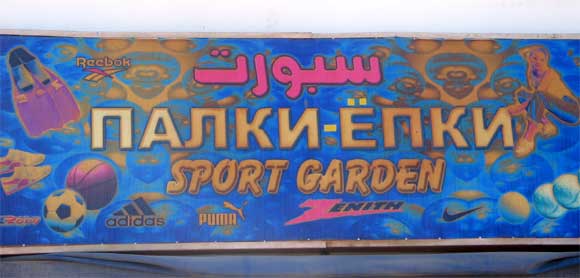 Reebok
سبورت
ПАЛКИ-ЁПКИ
SPORT GARDEN
adidas
PUMA
ZENITH